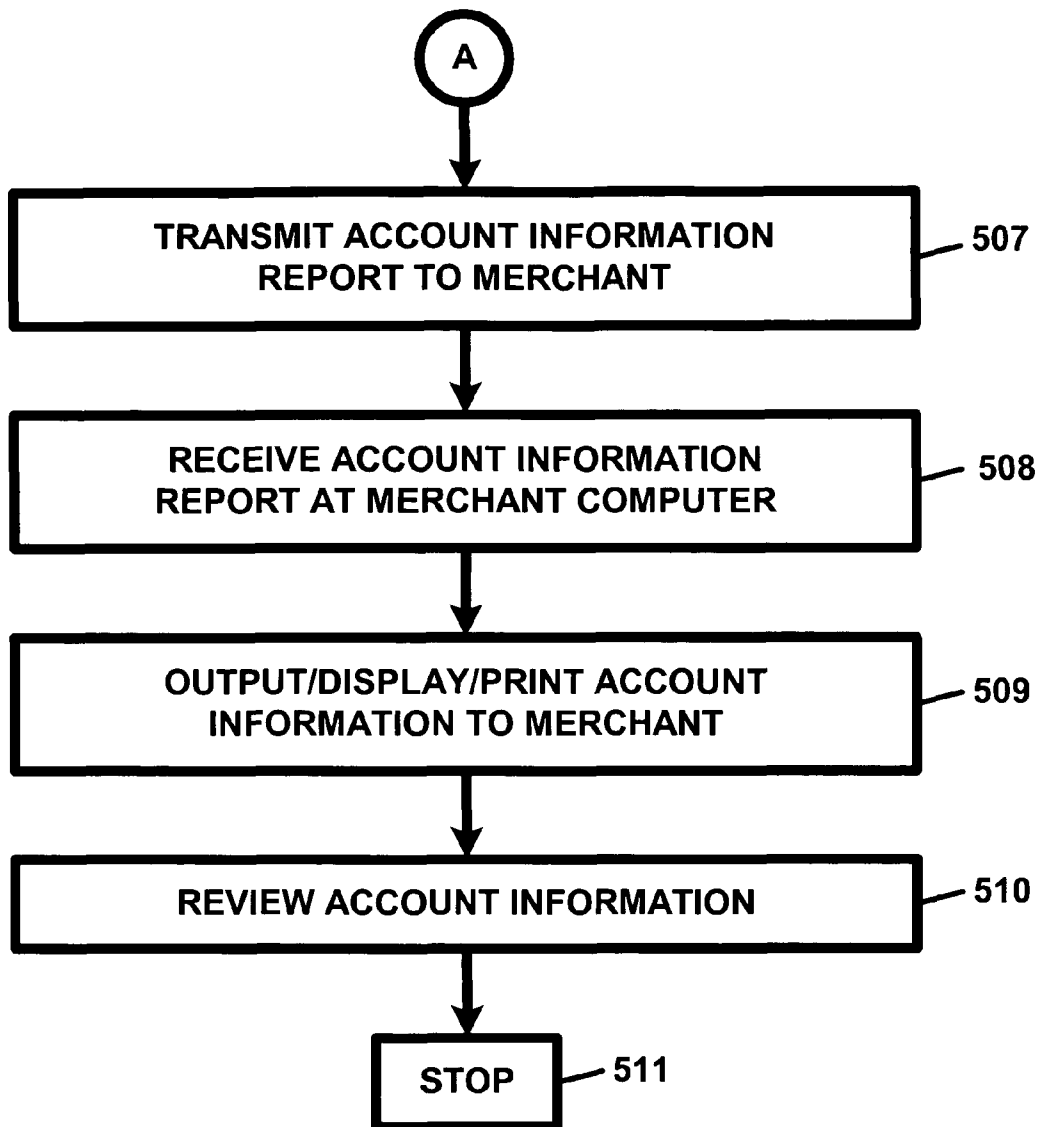 A
TRANSMIT ACCOUNT INFORMATION
REPORT TO MERCHANT
507
RECEIVE ACCOUNT INFORMATION
REPORT AT MERCHANT COMPUTER
508
OUTPUT/DISPLAY/PRINT ACCOUNT
INFORMATION TO MERCHANT
509
REVIEW ACCOUNT INFORMATION
510
STOP
511